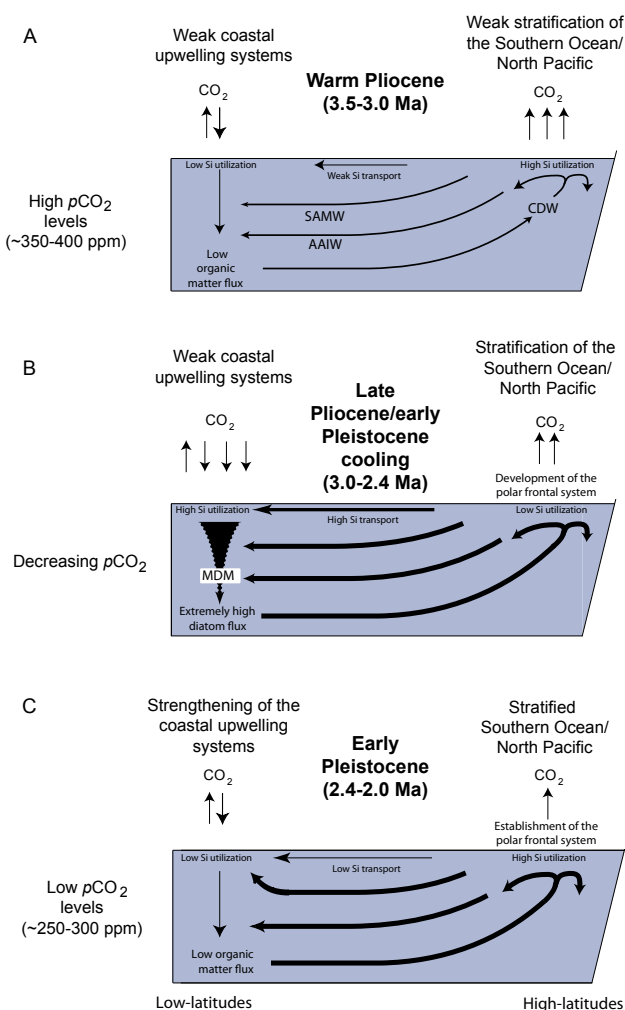 A
Weak coastal
upwelling systems
Weak stratification of
the Southern Ocean/
North Pacific
Warm Pliocene
(3.5-3.0 Ma)
CO2
CO2
Low Si utilization
Weak Si transport
High Si utilization
High pCO2
levels
(~350-400 ppm)
SAMW
CDW
AAIW
Low
organic
matter flux
B
Weak coastal
upwelling systems
Stratification of the
Southern Ocean/
North Pacific
Late
Pliocene/early
Pleistocene
cooling
(3.0-2.4 Ma)
CO2
CO2
Development of the
polar frontal system
High Si utilization
High Si transport
Low Si utilization
Decreasing pCO2
MDM
Extremely high
diatom flux
C
Strengthening of the
coastal upwelling
systems
Stratified
Southern Ocean/
North Pacific
Early
Pleistocene
(2.4-2.0 Ma)
CO2
CO2
Establishment of the
polar frontal system
Low Si utilization
Low Si transport
High Si utilization
Low pCO2
levels
(~250-300 ppm)
Low organic
matter flux
Low-latitudes
High-latitudes